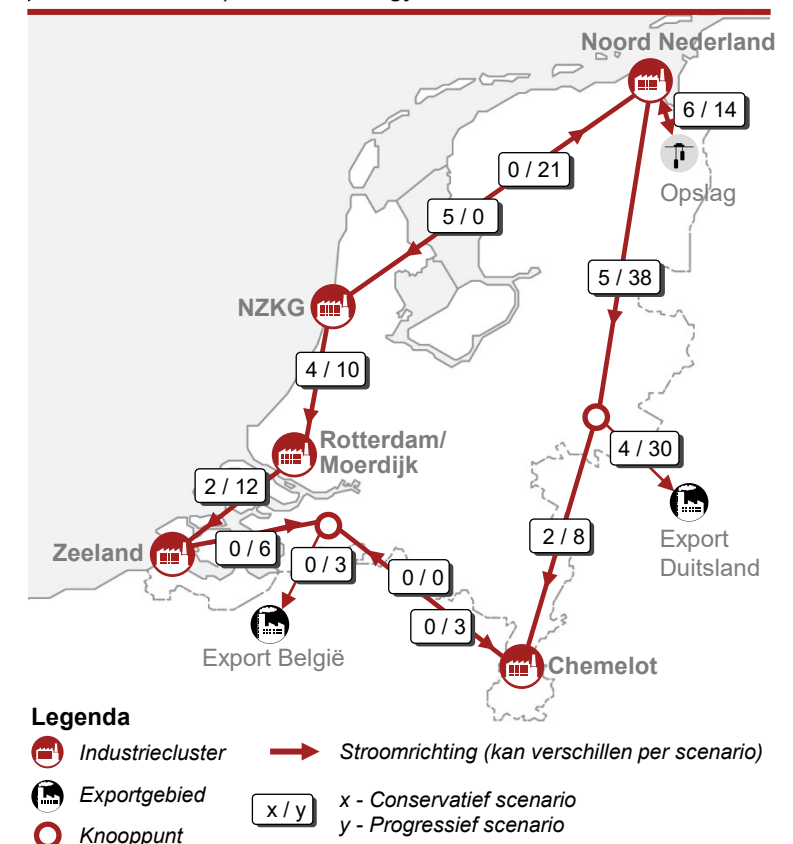 Noord Nederland
6 / 14
0 / 21
Opslag
5 / 0
5 / 38
NZKG
4 / 10
Rotterdam/
Moerdijk
4 / 30
2 / 12
Zeeland
0 / 6
2 / 8
Export
Duitsland
0 / 3
0 / 0
0 / 3
Export België
Chemelot
Legenda
Industriecluster
Stroomrichting (kan verschillen per scenario)
Exportgebied
x / y
x - Conservatief scenario
y - Progressief scenario
Knooppunt